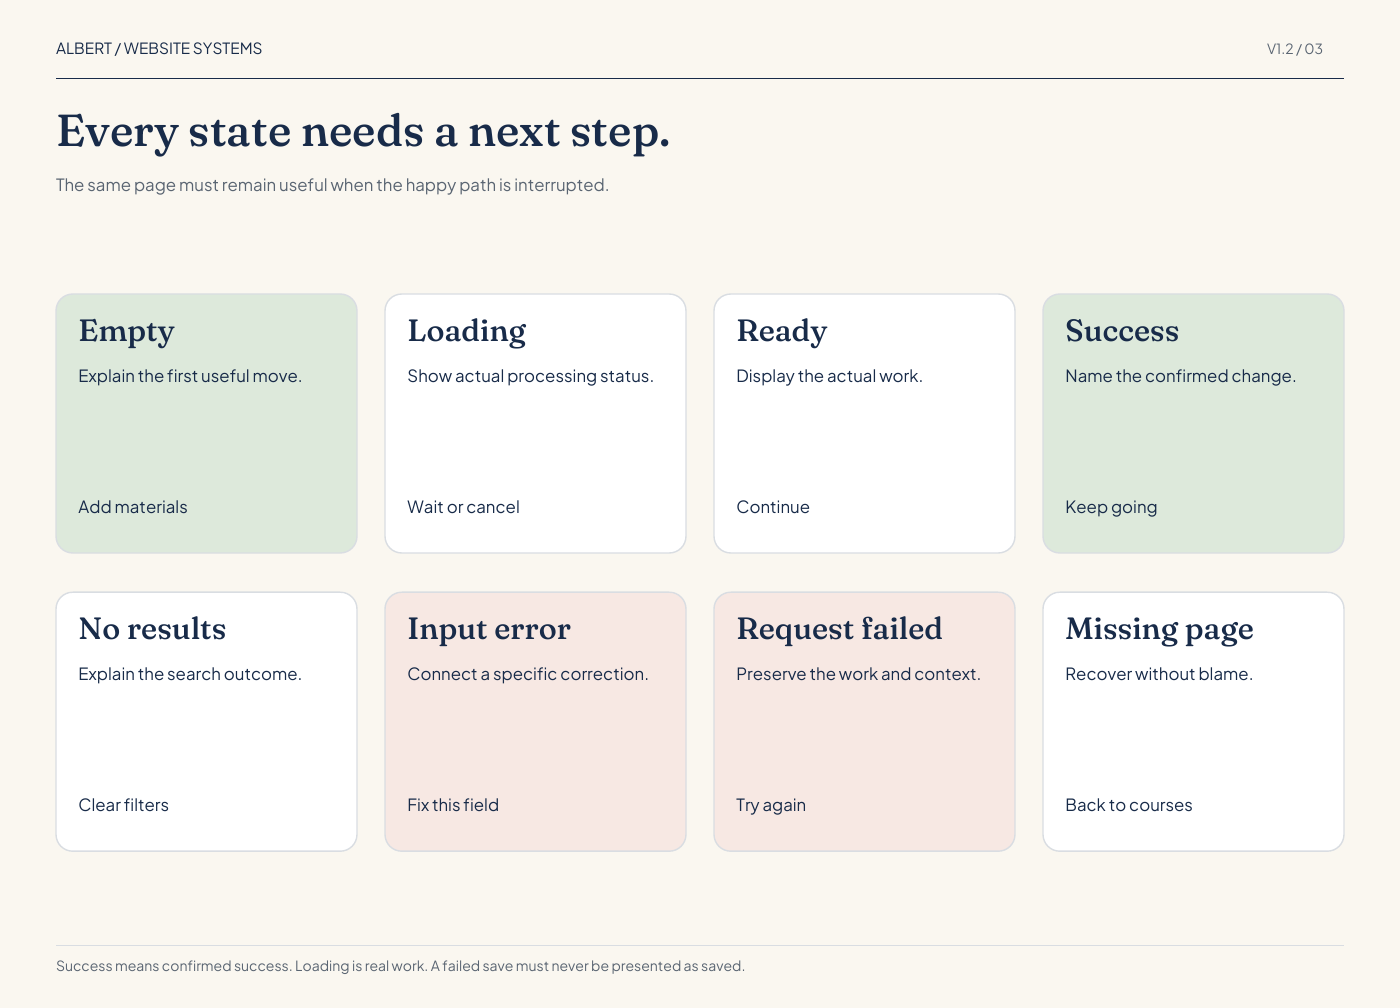 ALBERT / WEBSITE SYSTEMS
V1.2 / 03
Every state needs a next step.
The same page must remain useful when the happy path is interrupted.
Empty
Explain the first useful move.
Add materials
Loading
Show actual processing status.
Wait or cancel
Ready
Display the actual work.
Continue
Success
Name the confirmed change.
Keep going
No results
Explain the search outcome.
Clear filters
Input error
Connect a specific correction.
Fix this field
Request failed
Preserve the work and context.
Try again
Missing page
Recover without blame.
Back to courses
Success means confirmed success. Loading is real work. A failed save must never be presented as saved.